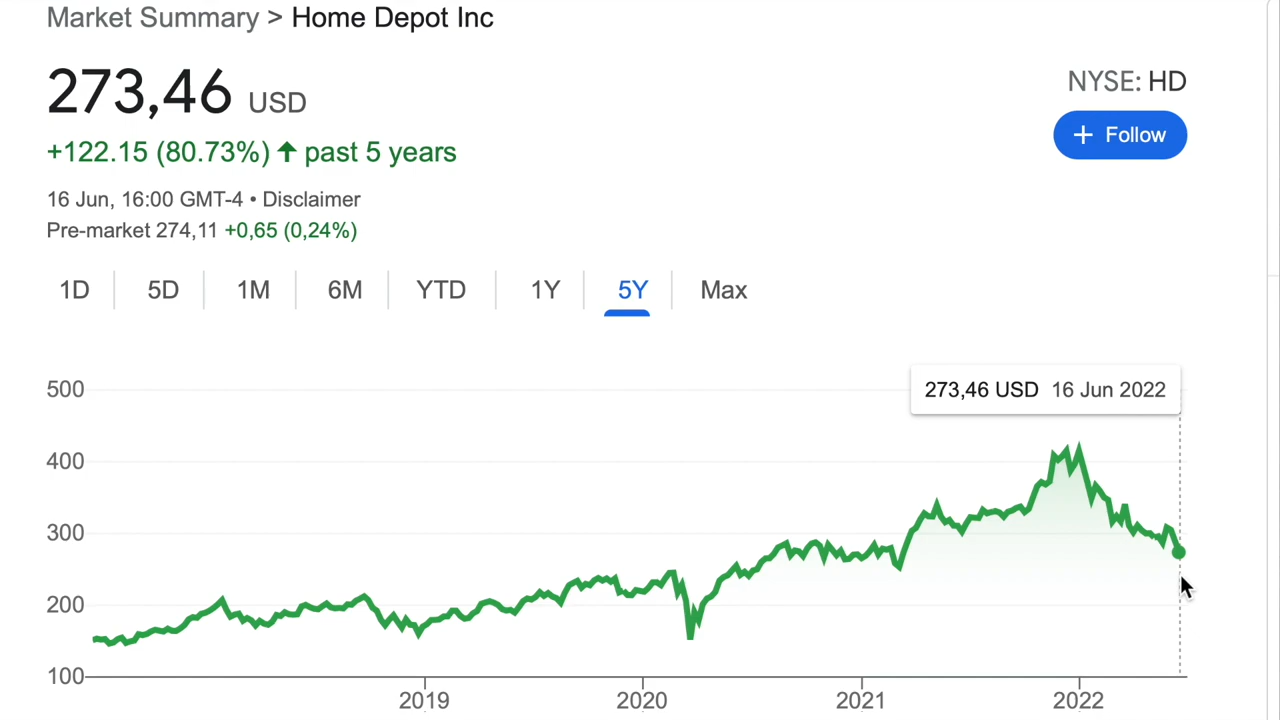 Market Summary > Home Depot Inc
273,46 USD
NYSE: HD
+ Follow
+122.15 (80.73%) ↑ past 5 years
16 Jun, 16:00 GMT-4 • Disclaimer
Pre-market 274,11 +0,65 (0,24%)
1D 5D 1M 6M YTD 1Y 5Y Max
273,46 USD 16 Jun 2022
500
400
300
200
100
2019 2020 2021 2022